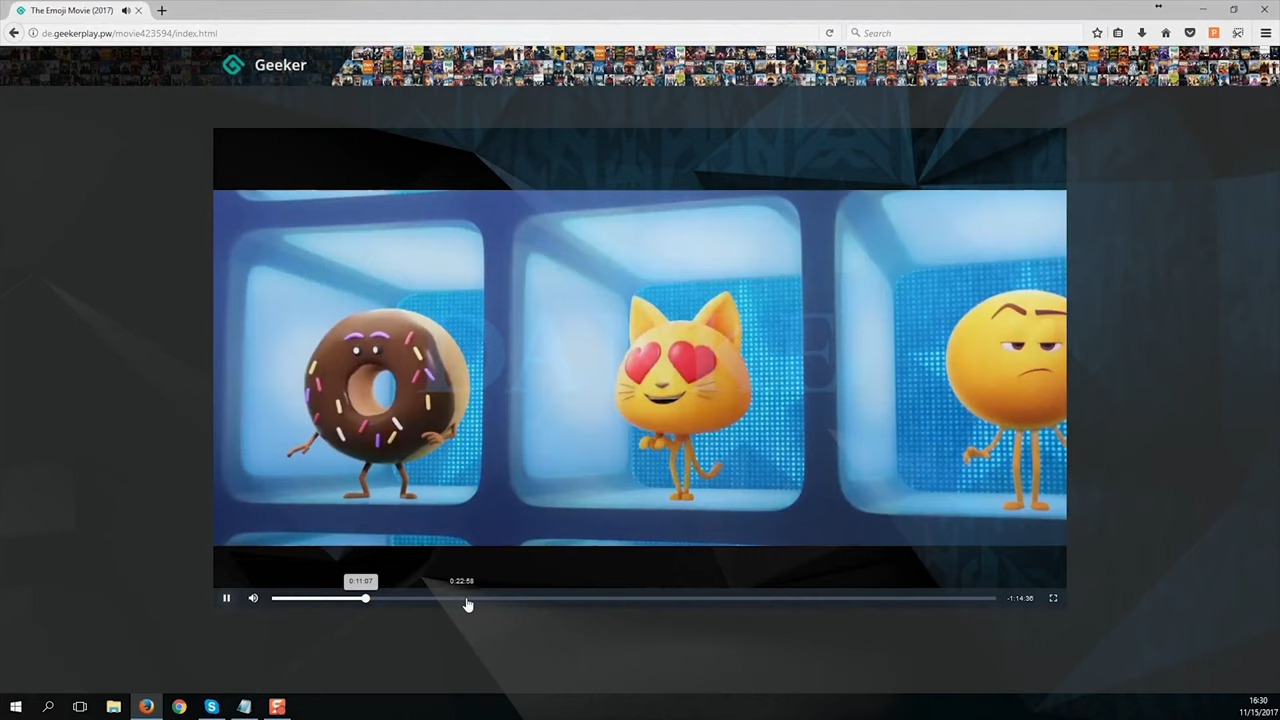 The Emoji Movie (2017)
de.geekerplay.pw/movie423594/index.html
Search
Geeker
0:11:07
0:22:58
-1:14:36
16:30
11/15/2017